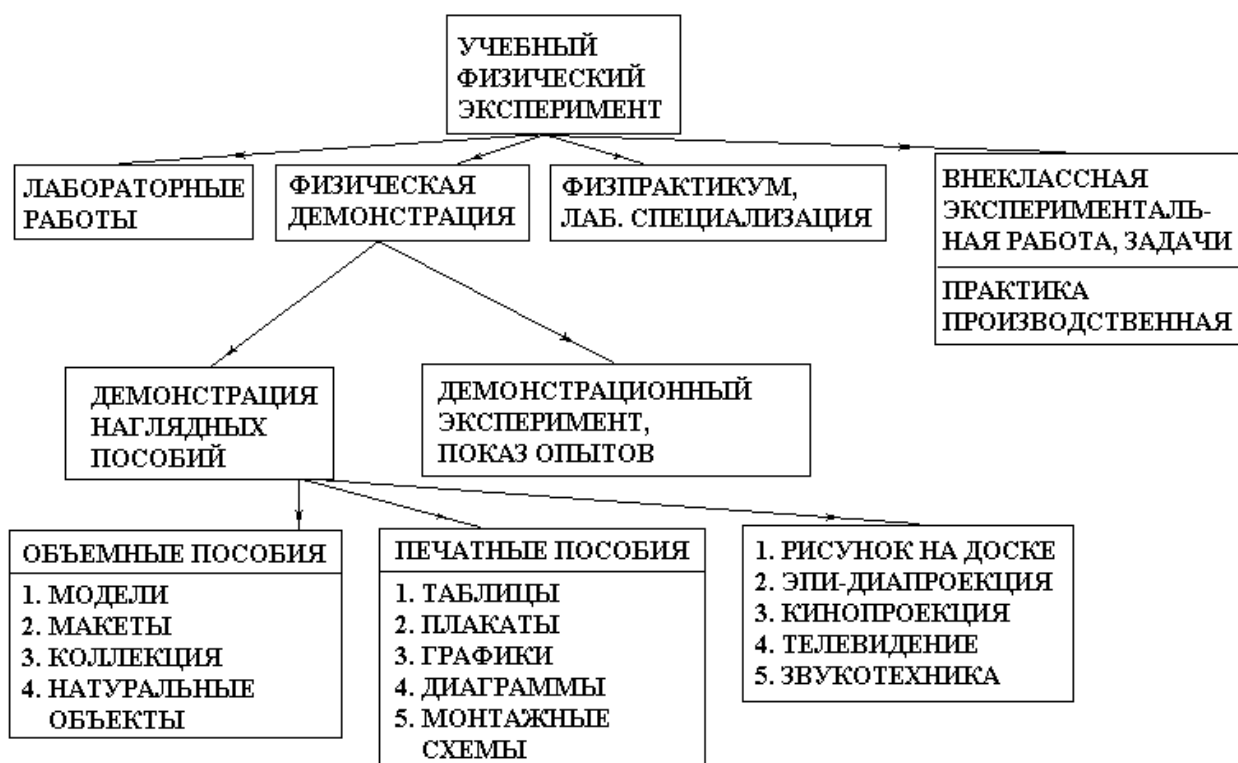 УЧЕБНЫЙ
ФИЗИЧЕСКИЙ
ЭКСПЕРИМЕНТ
ЛАБОРАТОРНЫЕ
РАБОТЫ
ФИЗИЧЕСКАЯ
ДЕМОНСТРАЦИЯ
ФИЗПРАКТИКУМ,
ЛАБ. СПЕЦИАЛИЗАЦИЯ
ВНЕКЛАССНАЯ
ЭКСПЕРИМЕНТАЛЬ-
НАЯ РАБОТА, ЗАДАЧИ
ПРАКТИКА
ПРОИЗВОДСТВЕННАЯ
ДЕМОНСТРАЦИЯ
НАГЛЯДНЫХ
ПОСОБИЙ
ДЕМОНСТРАЦИОННЫЙ
ЭКСПЕРИМЕНТ,
ПОКАЗ ОПЫТОВ
ОБЪЕМНЫЕ ПОСОБИЯ
1. МОДЕЛИ
2. МАКЕТЫ
3. КОЛЛЕКЦИЯ
4. НАТУРАЛЬНЫЕ
ОБЪЕКТЫ
ПЕЧАТНЫЕ ПОСОБИЯ
1. ТАБЛИЦЫ
2. ПЛАКАТЫ
3. ГРАФИКИ
4. ДИАГРАММЫ
5. МОНТАЖНЫЕ
СХЕМЫ
1. РИСУНОК НА ДОСКЕ
2. ЭПИ-ДИАПРОЕКЦИЯ
3. КИНОПРОЕКЦИЯ
4. ТЕЛЕВИДЕНИЕ
5. ЗВУКОТЕХНИКА